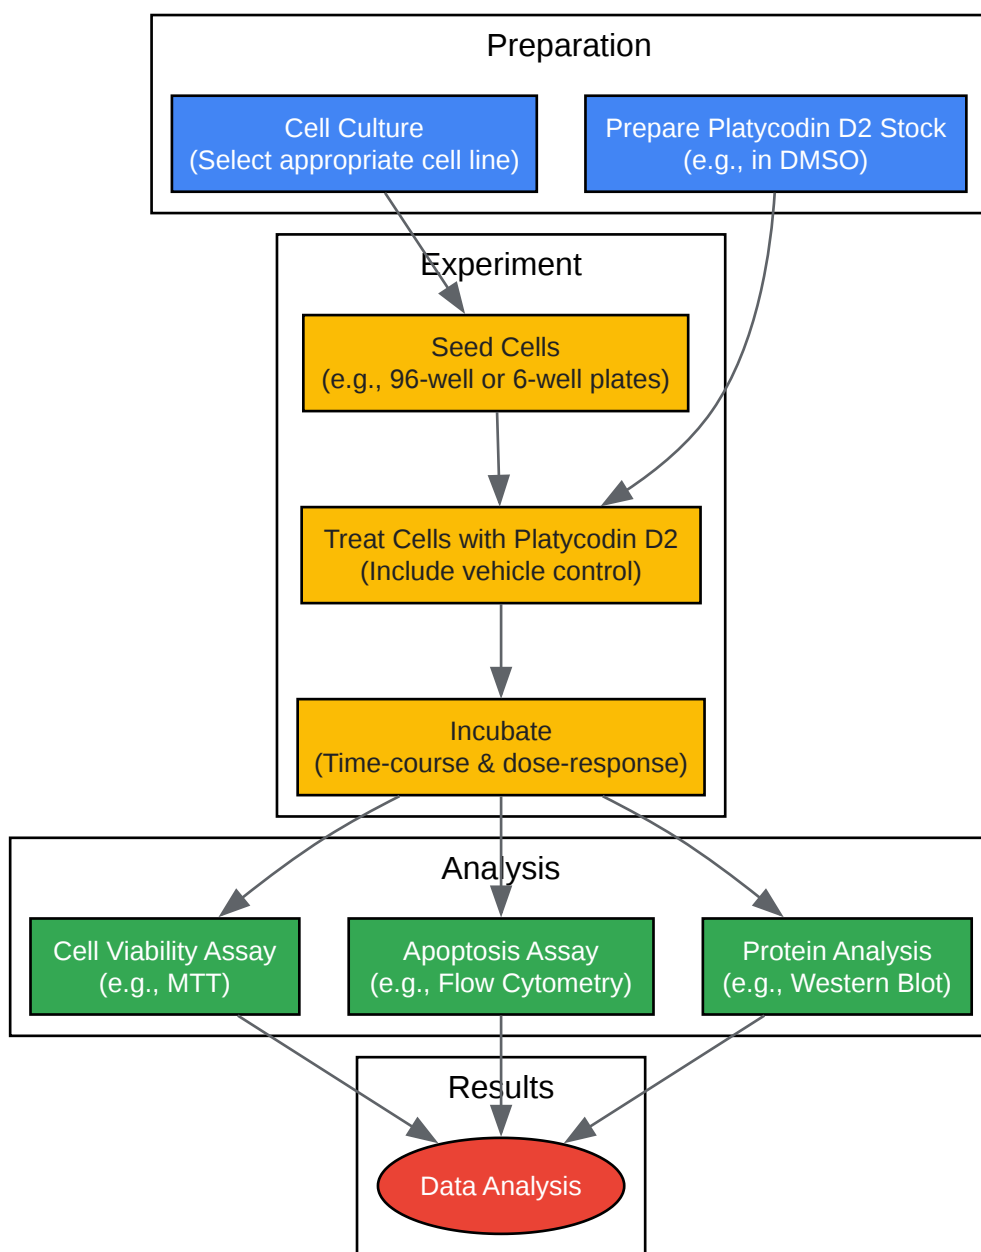 Preparation
Cell Culture
(Select appropriate cell line)
Prepare Platycodin D2 Stock
(e.g., in DMSO)
Experiment
Seed Cells
(e.g., 96-well or 6-well plates)
Treat Cells with Platycodin D2
(Include vehicle control)
Incubate
(Time-course & dose-response)
Analysis
Cell Viability Assay
(e.g., MTT)
Apoptosis Assay
(e.g., Flow Cytometry)
Protein Analysis
(e.g., Western Blot)
Results
Data Analysis